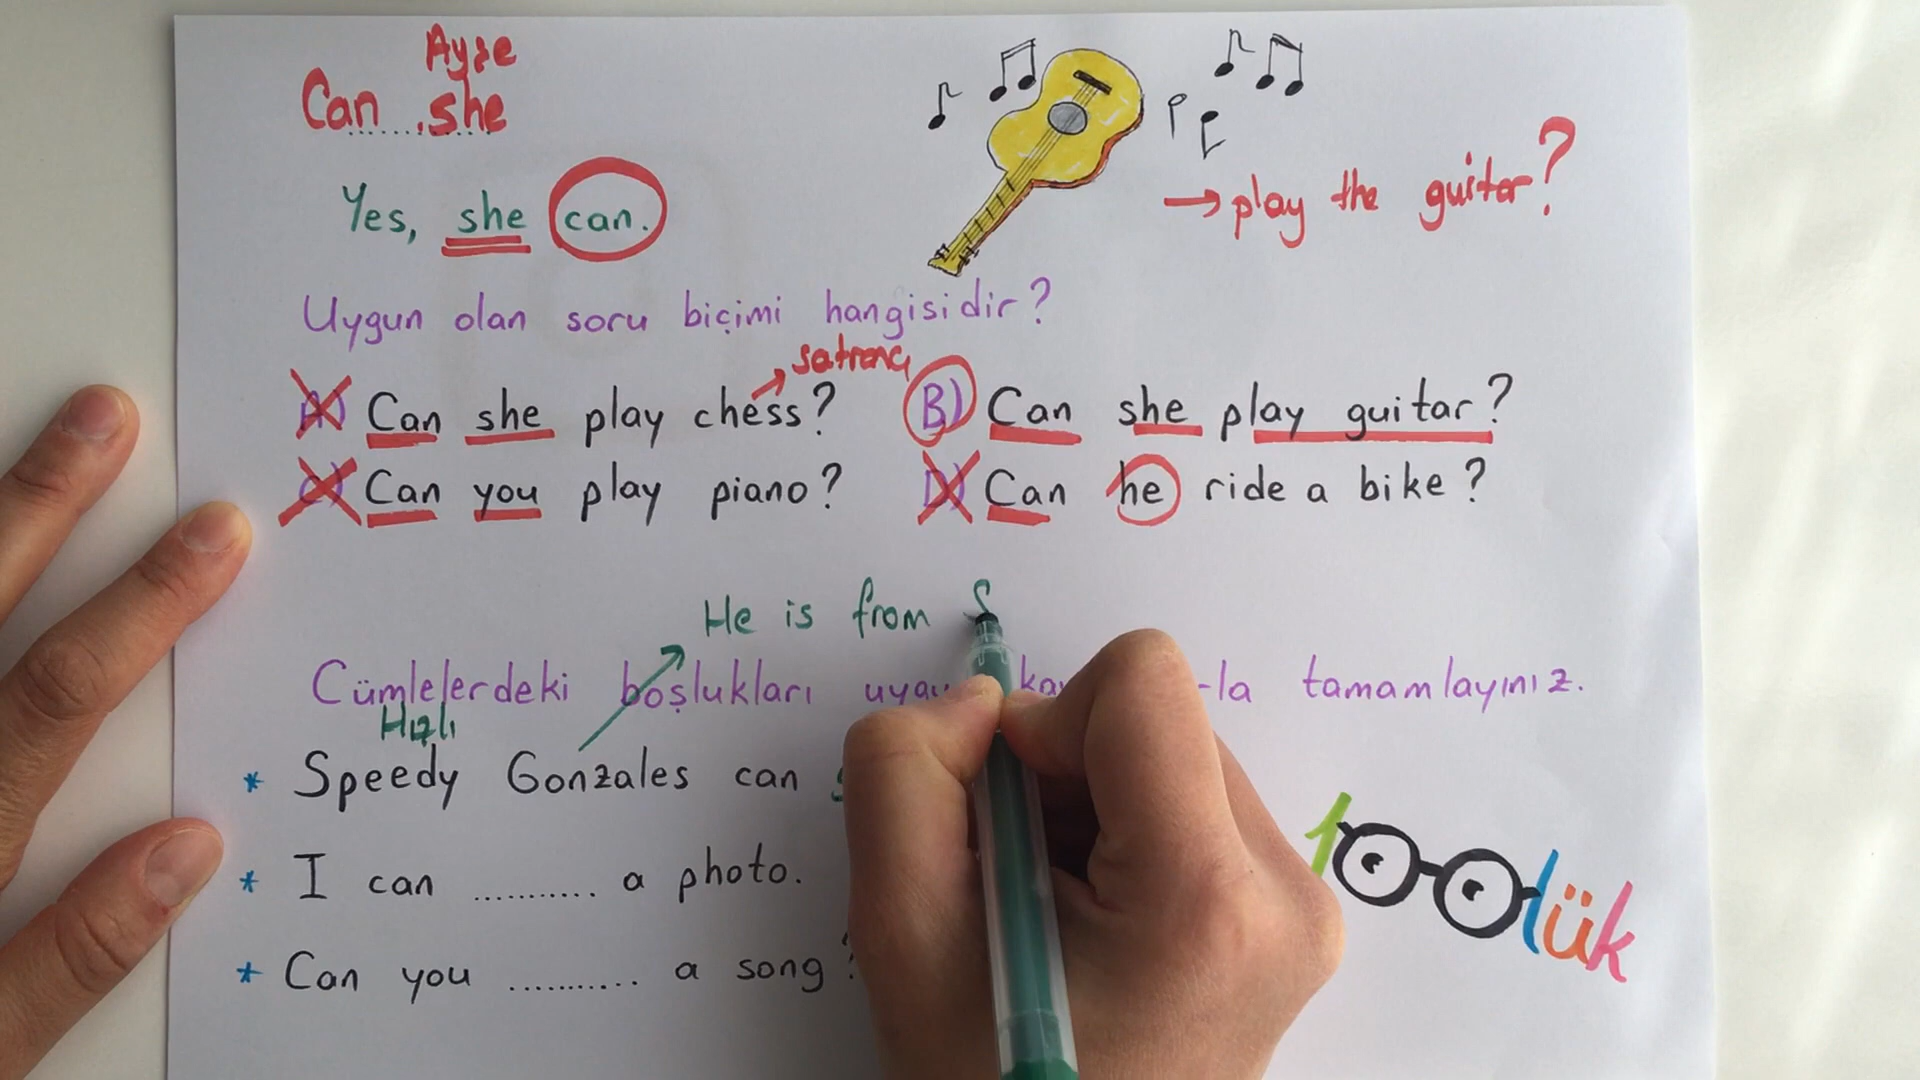 Ayşe
Can ....she
→ play the guitar?
Yes, she can.
Uygun olan soru biçimi hangisidir?
satranç
A) Can she play chess? B) Can she play guitar?
C) Can you play piano? D) Can he ride a bike?
He is from S
Cümlelerdeki boşlukları tamamlayınız.
Hızlı
* Speedy Gonzales can
* I can ........... a photo.
* Can you ........... a song?
100lük